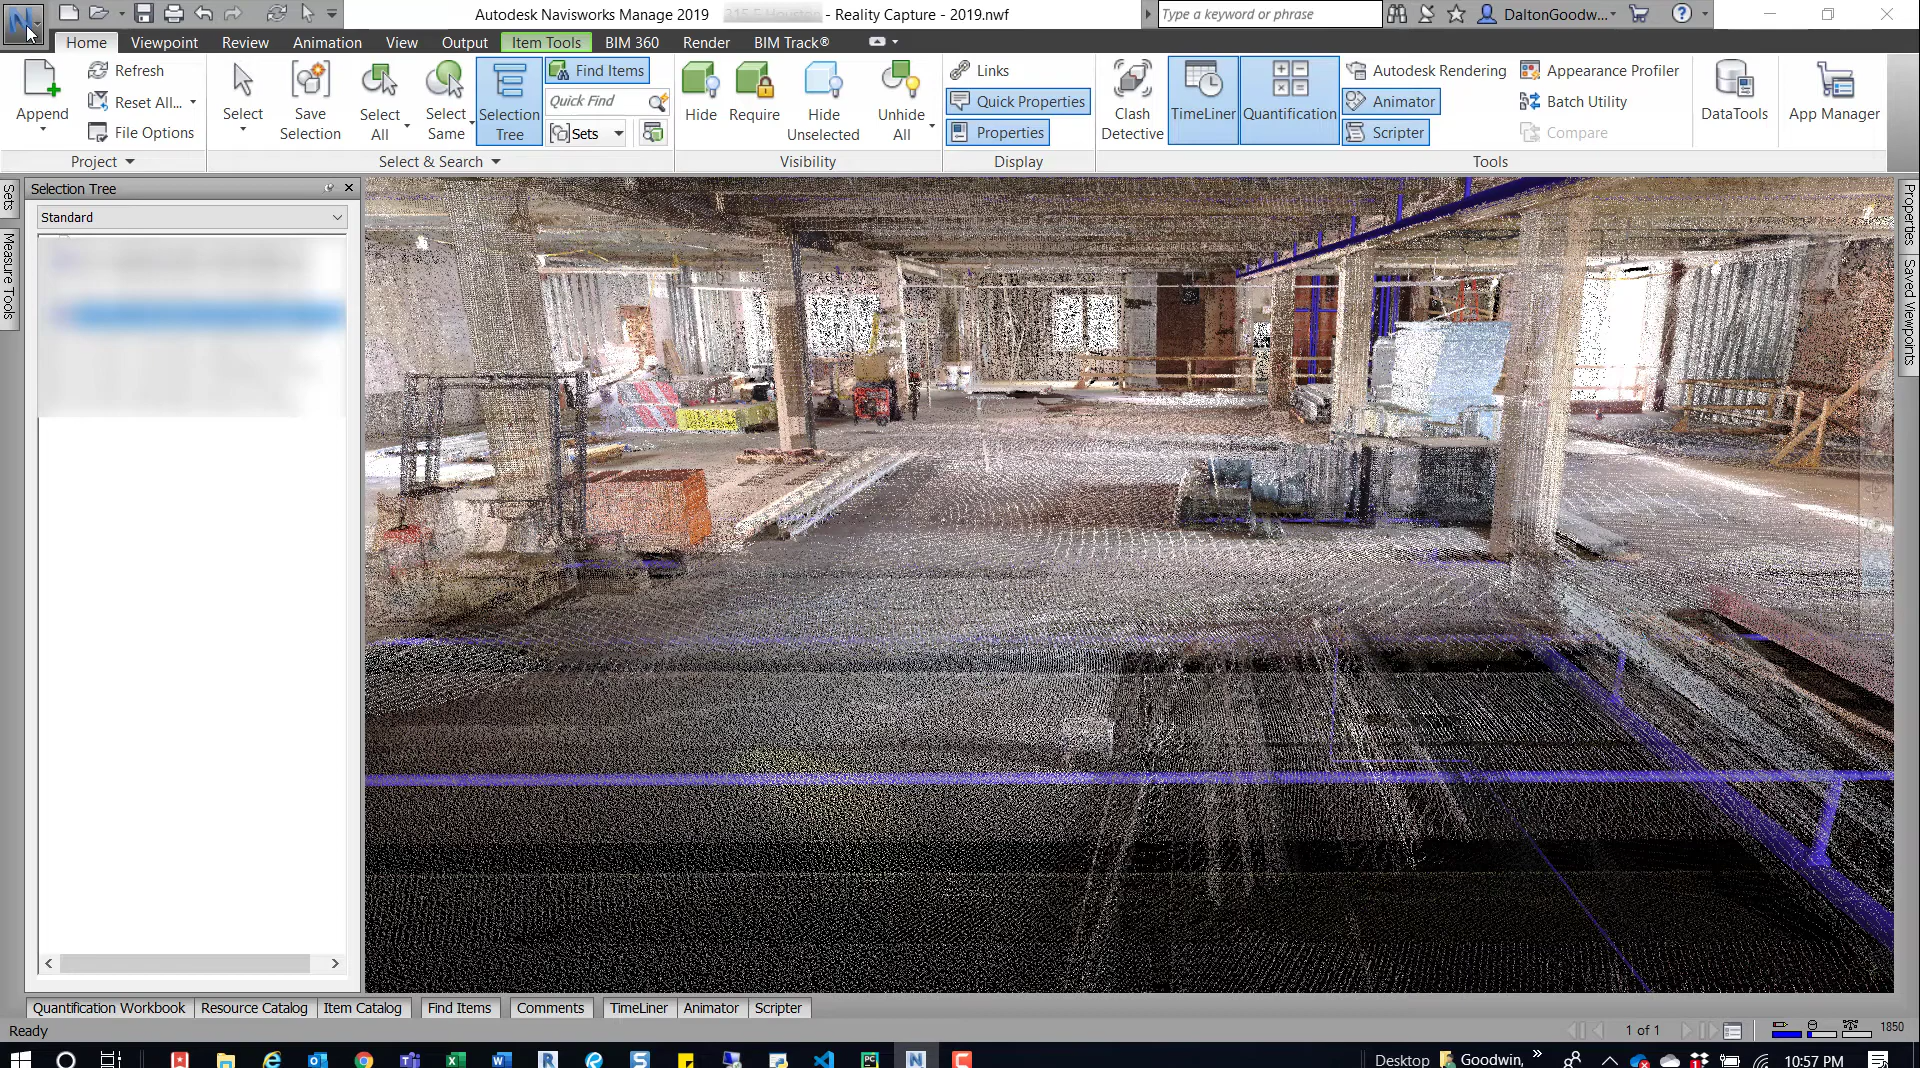 Autodesk Navisworks Manage 2019 - Reality Capture - 2019.nwf
Type a keyword or phrase
DaltonGoodw...
Home Viewpoint Review Animation View Output Item Tools BIM 360 Render BIM Track®
Append
Refresh
Reset All...
File Options
Project
Select
Save Selection
Select All
Select Same
Selection Tree
Find Items
Quick Find
Sets
Select & Search
Hide
Require
Hide Unselected
Unhide All
Visibility
Links
Quick Properties
Properties
Display
Clash Detective
TimeLiner
Quantification
Autodesk Rendering
Animator
Scripter
Appearance Profiler
Batch Utility
Compare
Tools
DataTools
App Manager
Sets
Measure Tools
Selection Tree
Standard
Properties
Saved Viewpoints
Quantification Workbook Resource Catalog Item Catalog Find Items Comments TimeLiner Animator Scripter
Ready
1 of 1
1850
Desktop
Goodwin,
10:57 PM